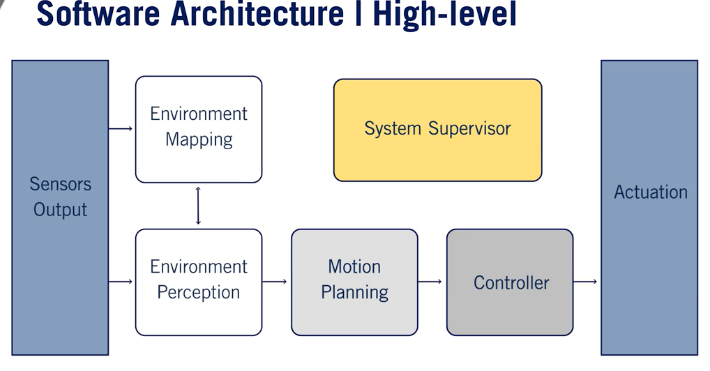 Software Architecture | High-level
Sensors
Output
Environment
Mapping
System Supervisor
Actuation
Environment
Perception
Motion
Planning
Controller